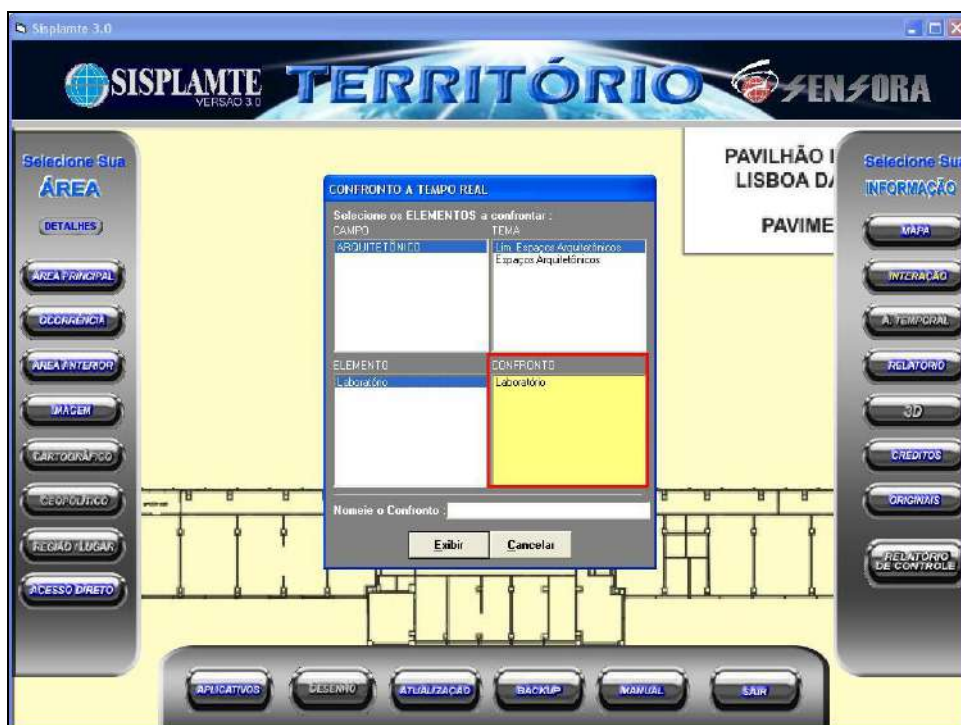 Sisplamte 3.0
SISPLAMTE
VERSAO 3.0
TERRITÓRIO
SENSORA
Selecione Sua
ÁREA
DETALHES
ÁREA PRINCIPAL
OCORRÊNCIA
ÁREA ANTERIOR
IMAGEM
CARTOGRÁFICO
GEOPOLÍTICO
REGIÃO / LUGAR
ACESSO DIRETO
PAVILHÃO
LISBOA DA
PAVIME
CONFRONTO A TEMPO REAL
Selecione os ELEMENTOS a confrontar :
CAMPO TEMA
ARQUITETÔNICO Lim. Espaços Arquitetônicos
Espaços Arquitetônicos
ELEMENTO CONFRONTO
Laboratório Laboratório
Nomeie o Confronto :
Exibir Cancelar
Selecione Sua
INFORMAÇÃO
MAPA
INTERAÇÃO
A. TEMPORAL
RELATÓRIO
3D
CRÉDITOS
ORIGINAIS
RELATÓRIO
DE CONTROLE
APLICATIVOS DESENHO ATUALIZAÇÃO BACKUP MANUAL SAIR